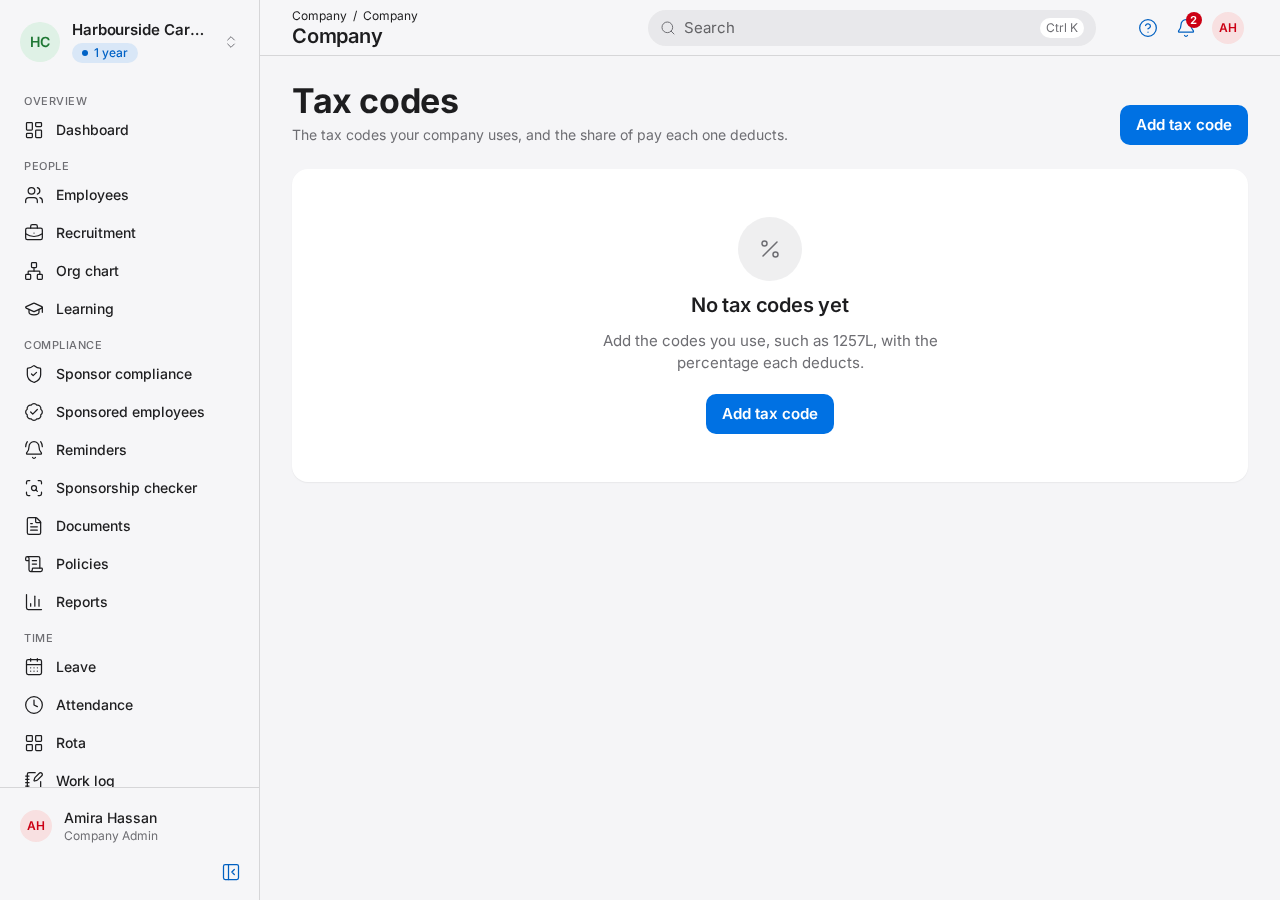 HC
Harbourside Car...
1 year
OVERVIEW
Dashboard
PEOPLE
Employees
Recruitment
Org chart
Learning
COMPLIANCE
Sponsor compliance
Sponsored employees
Reminders
Sponsorship checker
Documents
Policies
Reports
TIME
Leave
Attendance
Rota
Work log
AH
Amira Hassan
Company Admin
Company / Company
Company
Search
Ctrl K
2
AH
Tax codes
The tax codes your company uses, and the share of pay each one deducts.
Add tax code
No tax codes yet
Add the codes you use, such as 1257L, with the
percentage each deducts.
Add tax code